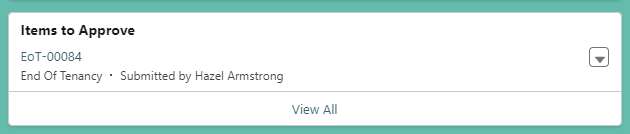 Items to Approve
EoT-00084
End Of Tenancy • Submitted by Hazel Armstrong
View All